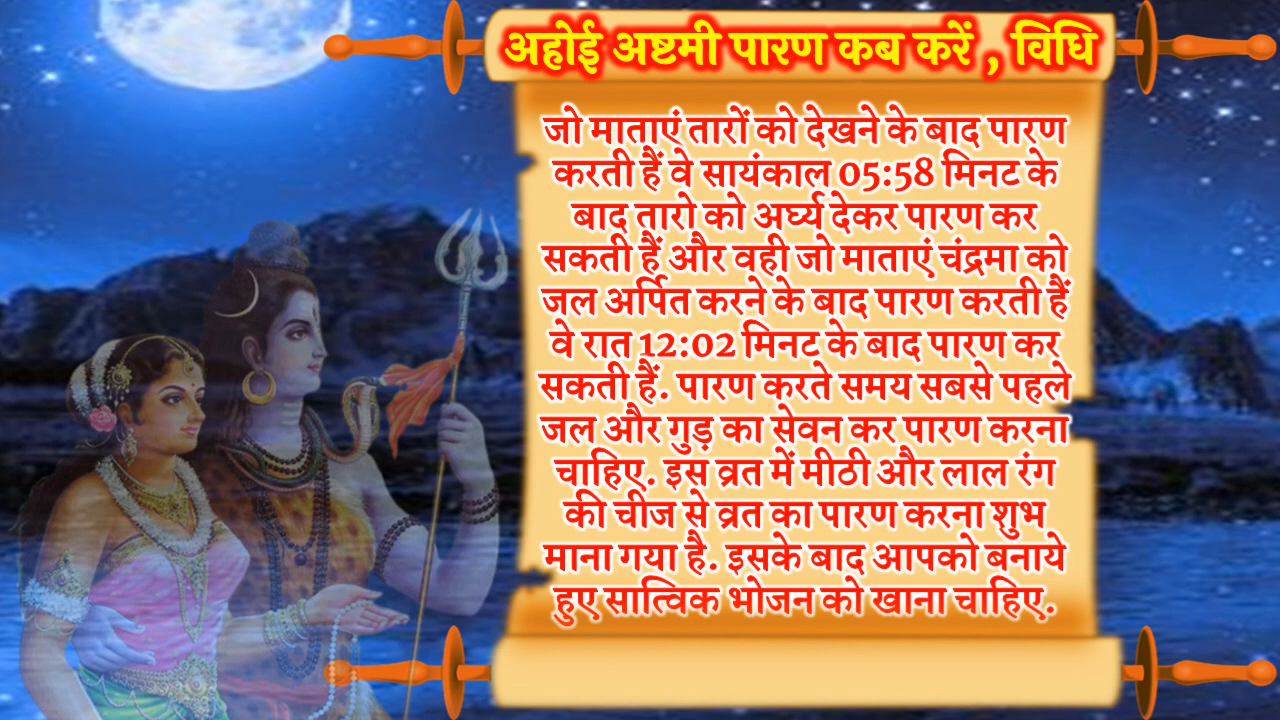 अहोई अष्टमी पारण कब करें , विधि
जो माताएं तारों को देखने के बाद पारण
करती हैं वे सायंकाल 05:58 मिनट के
बाद तारो को अर्घ्य देकर पारण कर
सकती हैं और वही जो माताएं चंद्रमा को
जल अर्पित करने के बाद पारण करती हैं
वे रात 12:02 मिनट के बाद पारण कर
सकती हैं. पारण करते समय सबसे पहले
जल और गुड़ का सेवन कर पारण करना
चाहिए. इस व्रत में मीठी और लाल रंग
की चीज से व्रत का पारण करना शुभ
माना गया है. इसके बाद आपको बनाये
हुए सात्विक भोजन को खाना चाहिए.